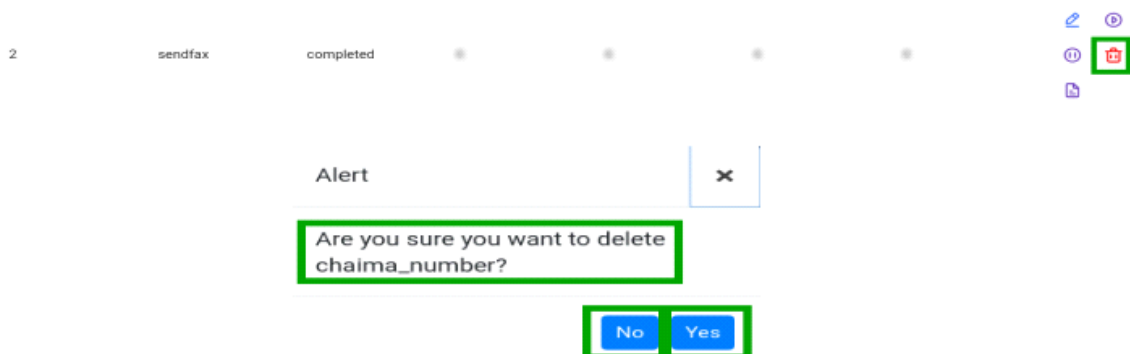 2 sendfax completed
Alert
Are you sure you want to delete
chaima_number?
No Yes